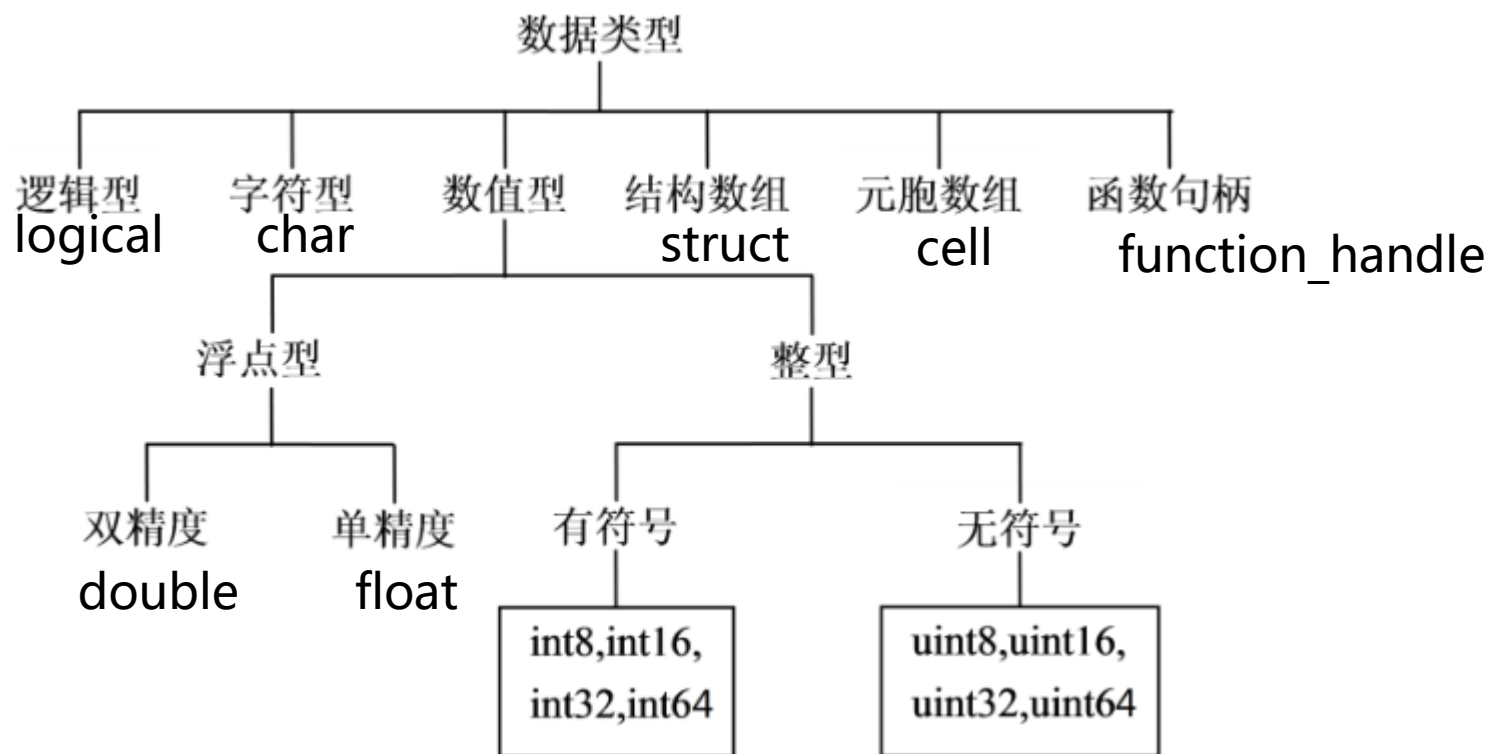 数据类型
逻辑型 字符型 数值型 结构数组 元胞数组 函数句柄
logical char struct cell function_handle
浮点型 整型
双精度 单精度 有符号 无符号
double float
int8,int16, uint8,uint16,
int32,int64 uint32,uint64